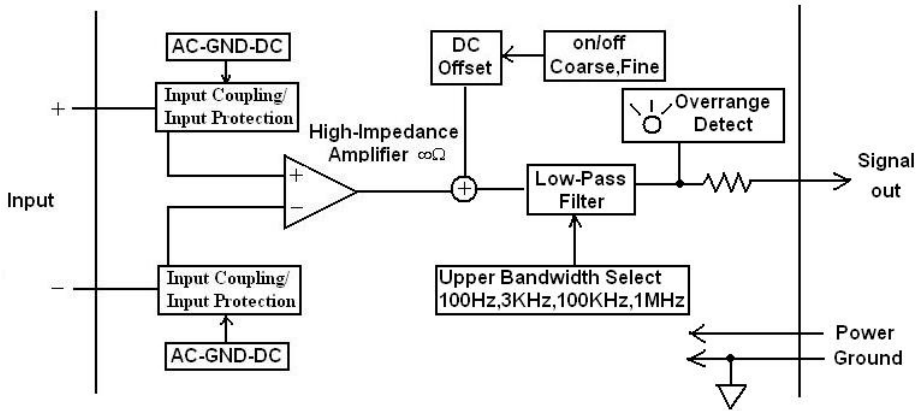 AC-GND-DC
DC
Offset
on/off
Coarse,Fine
+
Input Coupling/
Input Protection
Overrange
Detect
High-Impedance
Amplifier ∞Ω
+
−
+
Low-Pass
Filter
Signal
out
Input
−
Input Coupling/
Input Protection
Upper Bandwidth Select
100Hz,3KHz,100KHz,1MHz
AC-GND-DC
Power
Ground